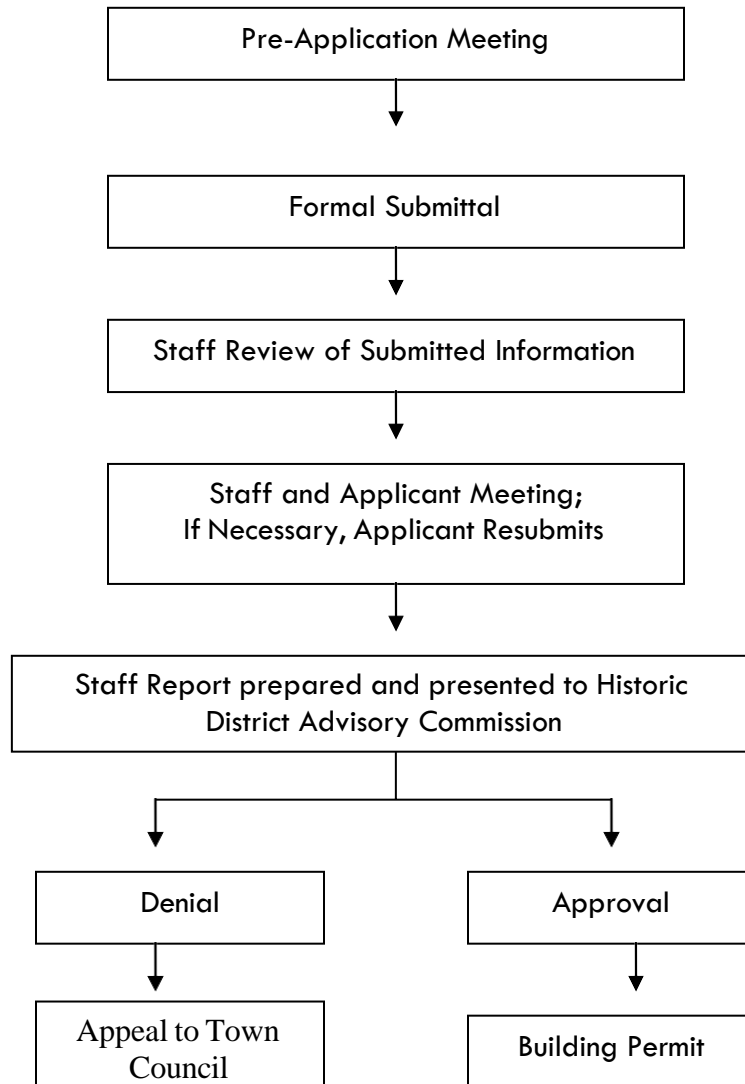 Pre-Application Meeting
Formal Submittal
Staff Review of Submitted Information
Staff and Applicant Meeting;
If Necessary, Applicant Resubmits
Staff Report prepared and presented to Historic
District Advisory Commission
Denial
Approval
Appeal to Town
Council
Building Permit